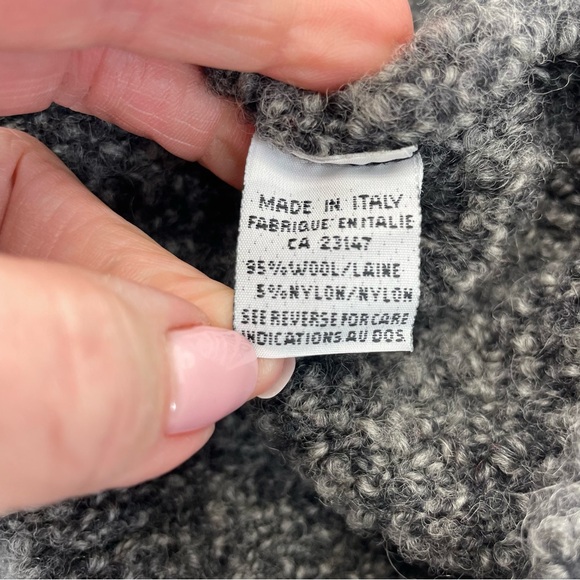 MADE IN ITALY
FABRIQUE' EN ITALIE
CA 23147
95% WOOL/LAINE
5% NYLON/NYLON
SEE REVERSE FOR CARE
INDICATIONS AU DOS.